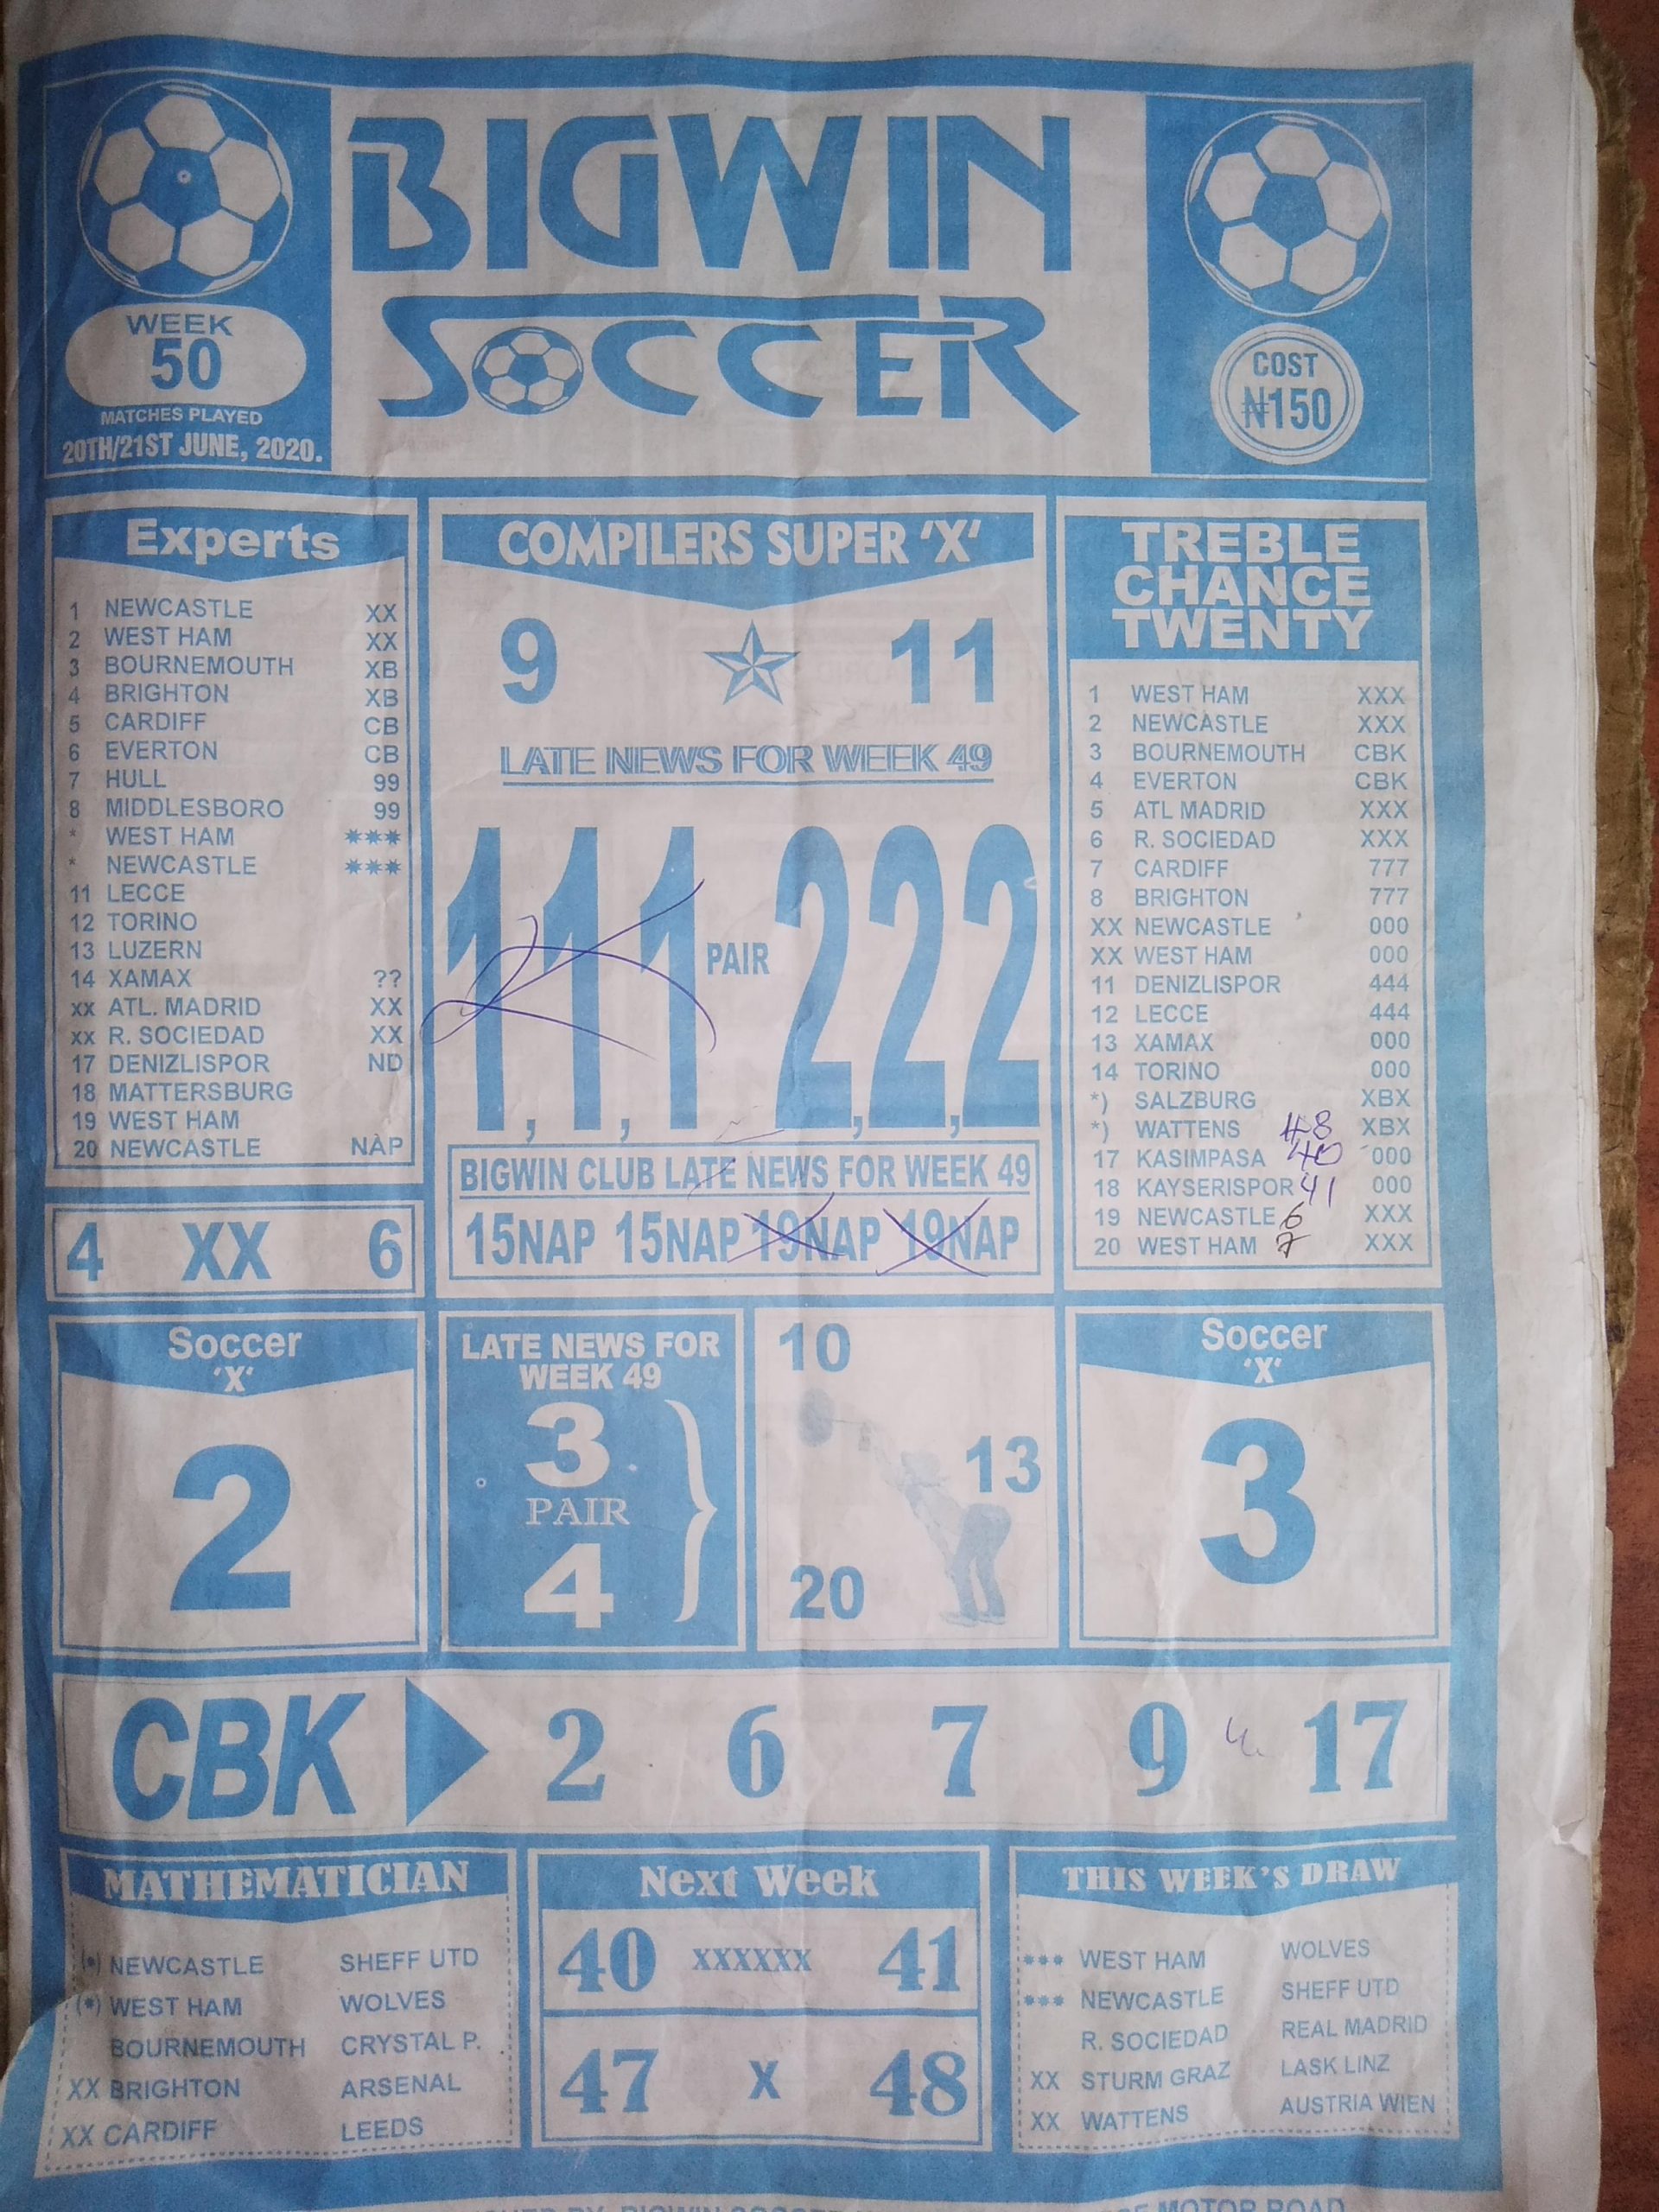 BIGWIN
SOCCER
WEEK
50
MATCHES PLAYED
20TH/21ST JUNE, 2020.
COST
₦150
Experts
1 NEWCASTLE XX
2 WEST HAM XX
3 BOURNEMOUTH XB
4 BRIGHTON XB
5 CARDIFF CB
6 EVERTON CB
7 HULL 99
8 MIDDLESBORO 99
* WEST HAM ***
* NEWCASTLE ***
11 LECCE
12 TORINO
13 LUZERN
14 XAMAX ??
XX ATL. MADRID XX
XX R. SOCIEDAD XX
17 DENIZLISPOR ND
18 MATTERSBURG
19 WEST HAM
20 NEWCASTLE NAP
4 XX 6
COMPILERS SUPER 'X'
9 11
LATE NEWS FOR WEEK 49
1,1,1 PAIR 2,2,2
BIGWIN CLUB LATE NEWS FOR WEEK 49
15NAP 15NAP 19NAP 19NAP
TREBLE
CHANCE
TWENTY
1 WEST HAM XXX
2 NEWCASTLE XXX
3 BOURNEMOUTH CBK
4 EVERTON CBK
5 ATL MADRID XXX
6 R. SOCIEDAD XXX
7 CARDIFF 777
8 BRIGHTON 777
XX NEWCASTLE 000
XX WEST HAM 000
11 DENIZLISPOR 444
12 LECCE 444
13 XAMAX 000
14 TORINO 000
*) SALZBURG XBX
*) WATTENS 48 XBX
17 KASIMPASA 40 000
18 KAYSERISPOR 41 000
19 NEWCASTLE 6 XXX
20 WEST HAM 7 XXX
Soccer
'X'
2
LATE NEWS FOR
WEEK 49
3
PAIR
4
10
13
20
Soccer
'X'
3
CBK 2 6 7 9 17
MATHEMATICIAN
(*) NEWCASTLE SHEFF UTD
(*) WEST HAM WOLVES
BOURNEMOUTH CRYSTAL P.
XX BRIGHTON ARSENAL
XX CARDIFF LEEDS
Next Week
40 XXXXXX 41
47 X 48
THIS WEEK'S DRAW
*** WEST HAM WOLVES
*** NEWCASTLE SHEFF UTD
R. SOCIEDAD REAL MADRID
XX STURM GRAZ LASK LINZ
XX WATTENS AUSTRIA WIEN
BY: BIGWIN SOCCER MOTOR ROAD